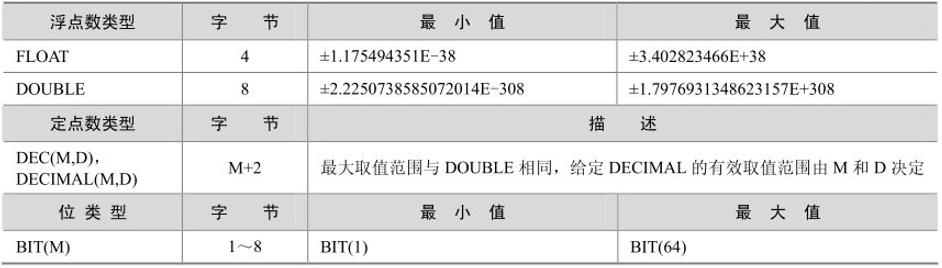 浮点数类型 字 节 最 小 值 最 大 值
FLOAT 4 ±1.175494351E−38 ±3.402823466E+38
DOUBLE 8 ±2.2250738585072014E−308 ±1.7976931348623157E+308
定点数类型 字 节 描 述
DEC(M,D)，
DECIMAL(M,D) M+2 最大取值范围与 DOUBLE 相同，给定 DECIMAL 的有效取值范围由 M 和 D 决定
位 类 型 字 节 最 小 值 最 大 值
BIT(M) 1～8 BIT(1) BIT(64)